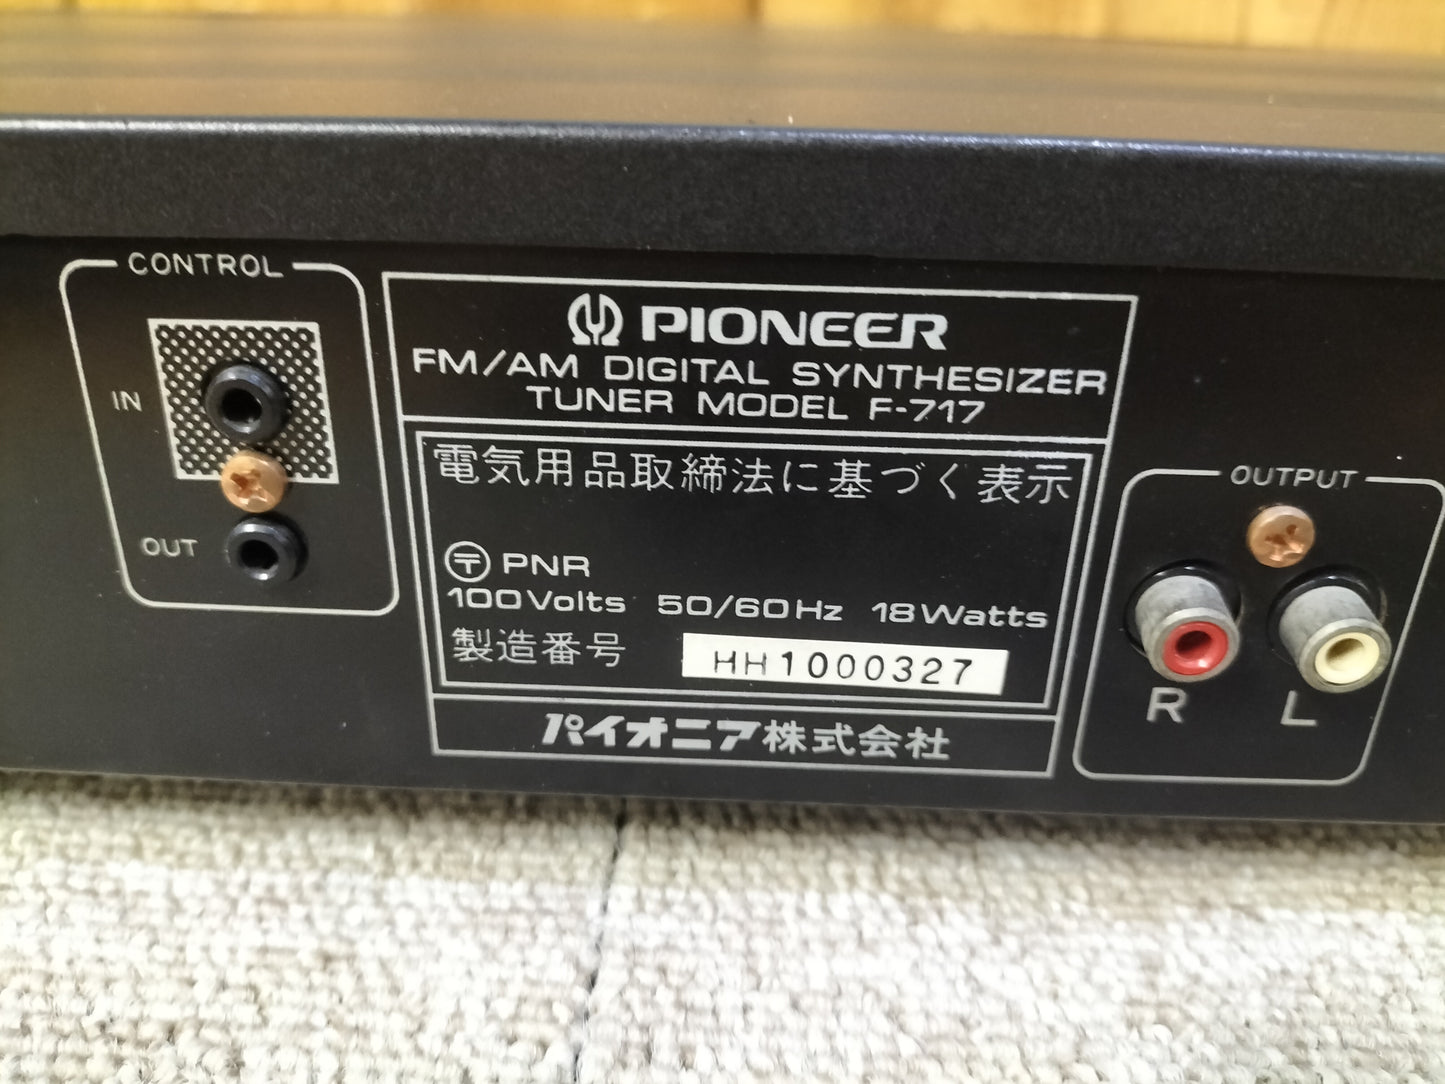 CONTROL
IN
OUT
PIONEER
FM/AM DIGITAL SYNTHESIZER
TUNER MODEL F-717
電気用品取締法に基づく表示
〒 PNR
100Volts 50/60Hz 18Watts
製造番号 HH1000327
パイオニア株式会社
OUTPUT
R L